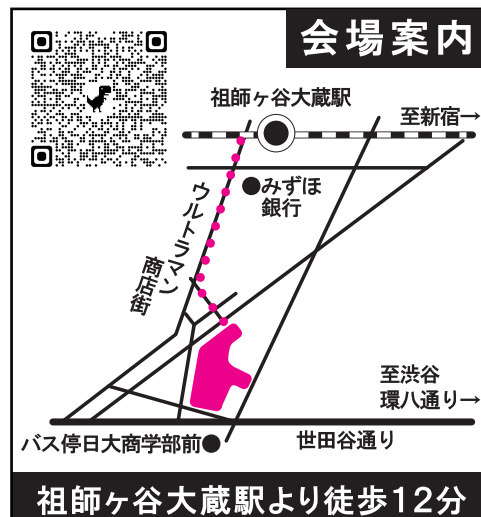 会場案内
祖師ヶ谷大蔵駅
至新宿→
みずほ
銀行
ウルトラマン
商店街
至渋谷
環八通り→
バス停日大商学部前
世田谷通り
祖師ヶ谷大蔵駅より徒歩12分